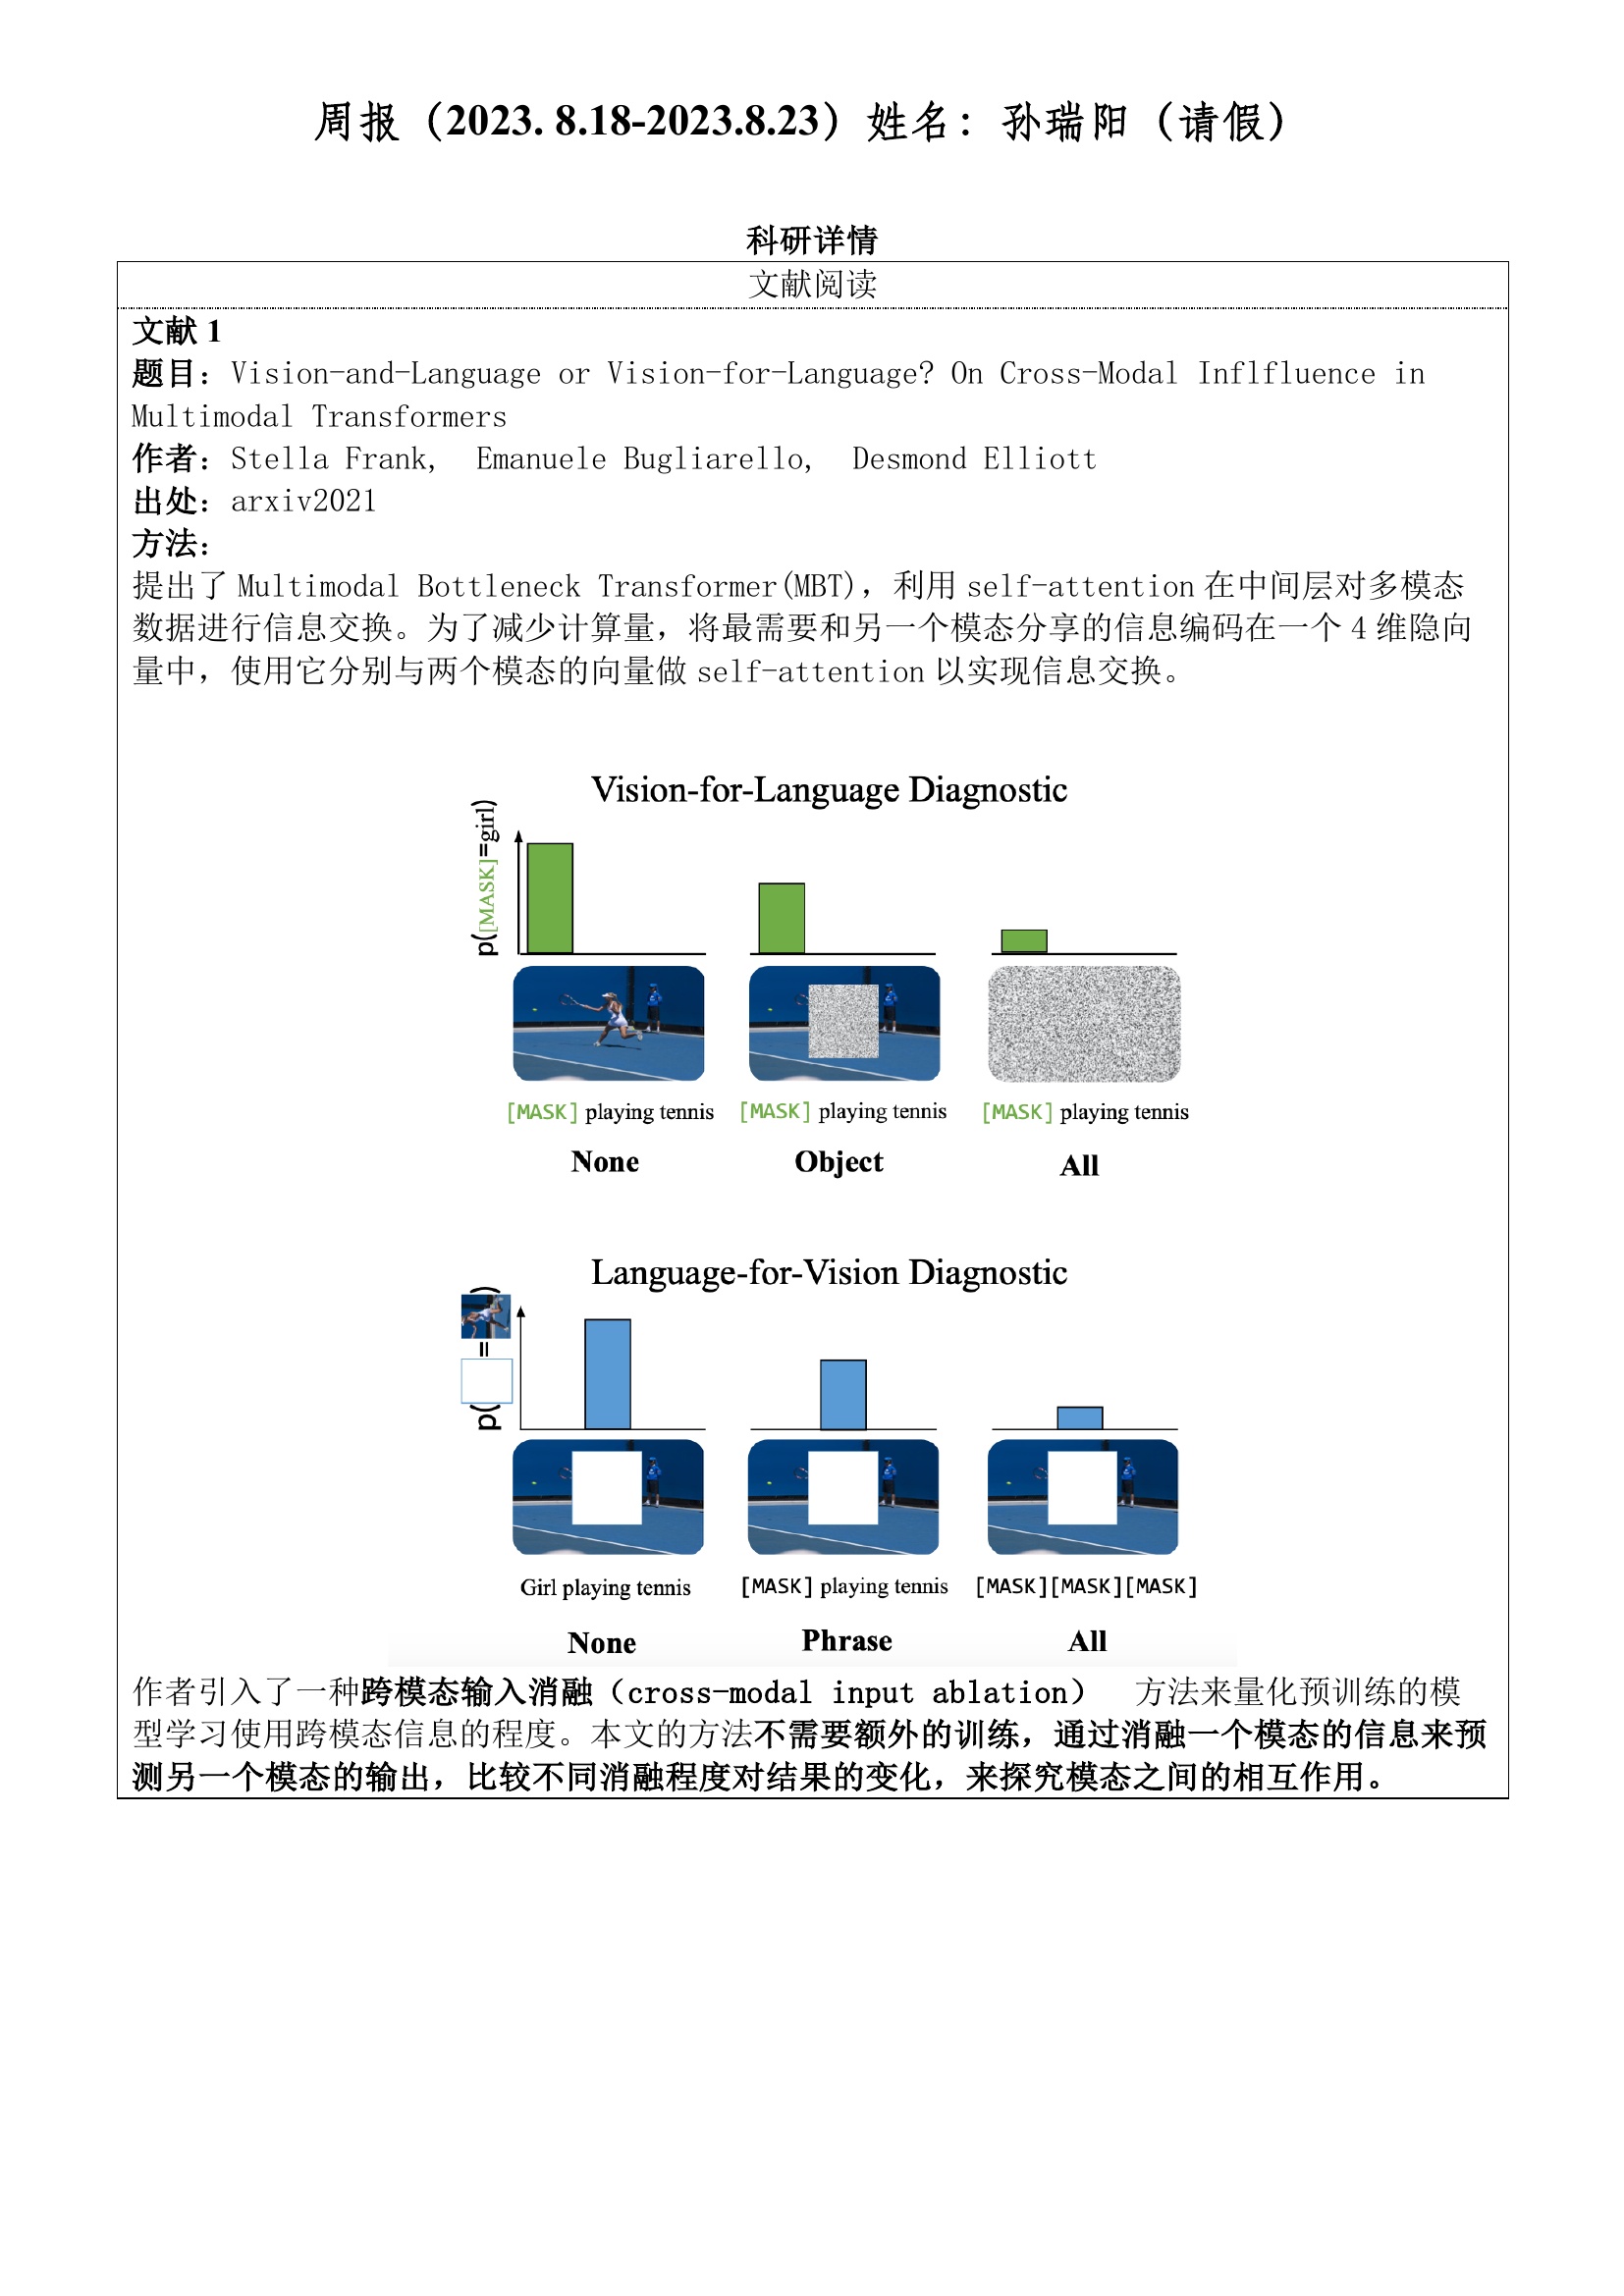 周报（2023. 8.18-2023.8.23）姓名：孙瑞阳（请假）
科研详情
文献阅读
文献 1
题目：Vision-and-Language or Vision-for-Language? On Cross-Modal Inflfluence in
Multimodal Transformers
作者：Stella Frank,  Emanuele Bugliarello,  Desmond Elliott
出处：arxiv2021
方法：
提出了 Multimodal Bottleneck Transformer(MBT)，利用 self-attention 在中间层对多模态
数据进行信息交换。为了减少计算量，将最需要和另一个模态分享的信息编码在一个 4 维隐向
量中，使用它分别与两个模态的向量做 self-attention 以实现信息交换。
Vision-for-Language Diagnostic
p([MASK]=girl)
[MASK] playing tennis
[MASK] playing tennis
[MASK] playing tennis
None
Object
All
Language-for-Vision Diagnostic
p( = )
Girl playing tennis
[MASK] playing tennis
[MASK][MASK][MASK]
None
Phrase
All
作者引入了一种跨模态输入消融（cross-modal input ablation）  方法来量化预训练的模
型学习使用跨模态信息的程度。本文的方法不需要额外的训练，通过消融一个模态的信息来预
测另一个模态的输出，比较不同消融程度对结果的变化，来探究模态之间的相互作用。